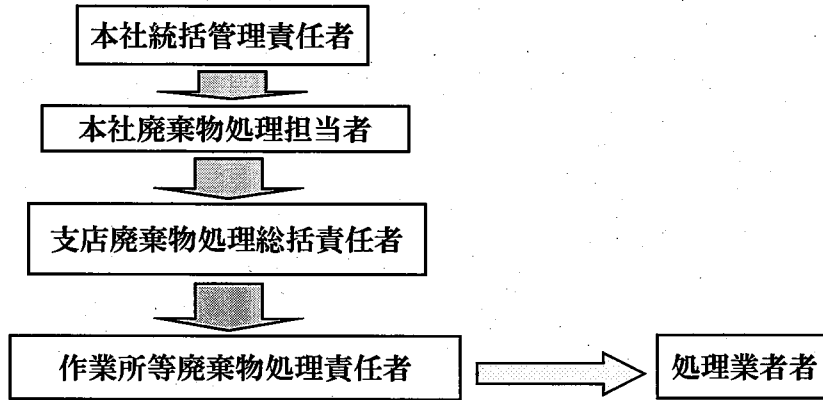 本社統括管理責任者
本社廃棄物処理担当者
支店廃棄物処理総括責任者
作業所等廃棄物処理責任者
処理業者者